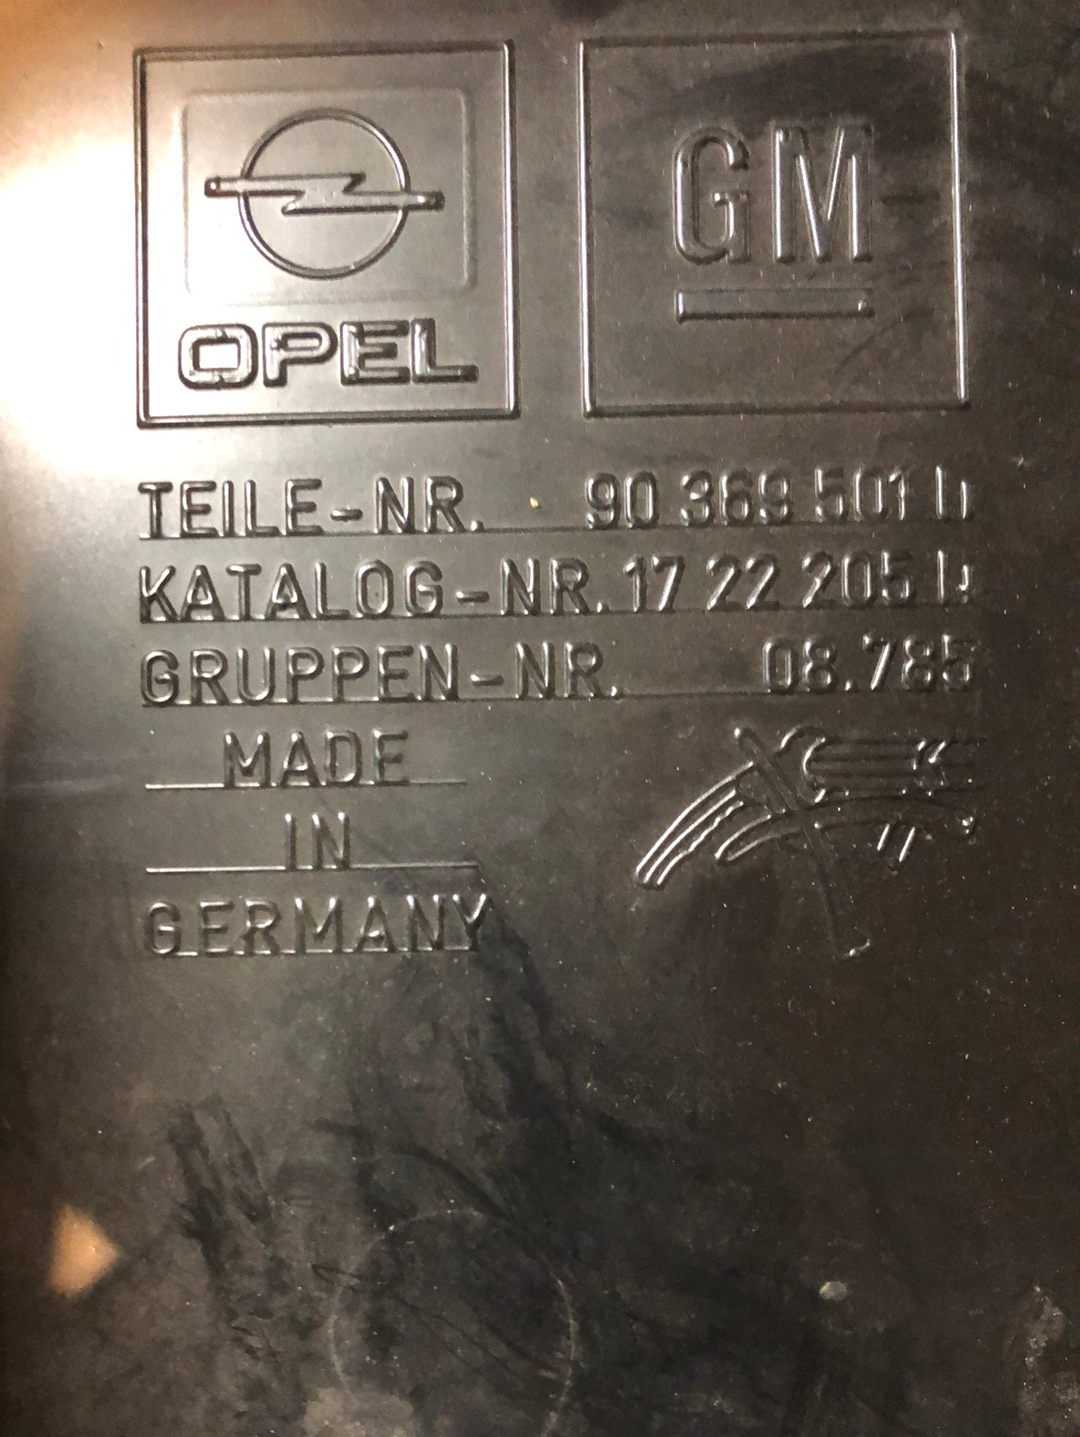 OPEL
GM
TEILE-NR. 90 369 501
KATALOG-NR. 17 22 205
GRUPPEN-NR. 08.785
MADE
IN
GERMANY